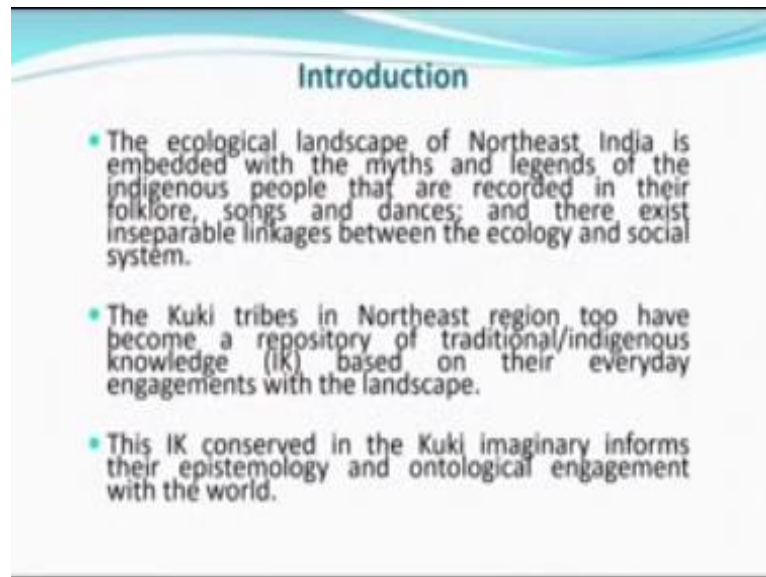 Introduction
The ecological landscape of Northeast India is
embedded with the myths and legends of the
indigenous people that are recorded in their
folklore, songs and dances; and there exist
inseparable linkages between the ecology and social
system.
The Kuki tribes in Northeast region too have
become a repository of traditional/indigenous
knowledge (IK) based on their everyday
engagements with the landscape.
This IK conserved in the Kuki imaginary informs
their epistemology and ontological engagement
with the world.